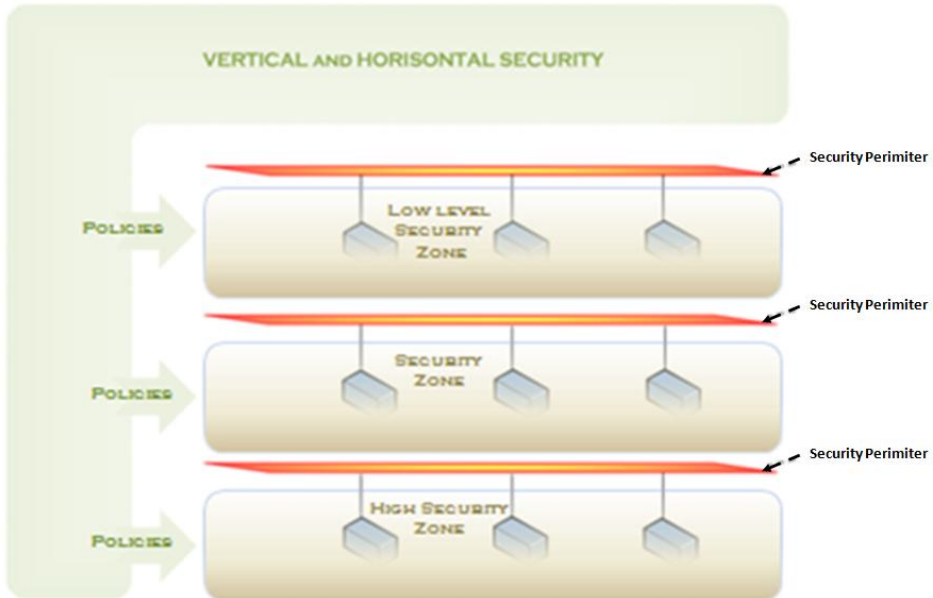 VERTICAL AND HORISONTAL SECURITY
Security Perimiter
LOW LEVEL
SECURITY
ZONE
POLICIES
Security Perimiter
SECURITY
ZONE
POLICIES
Security Perimiter
HIGH SECURITY
ZONE
POLICIES